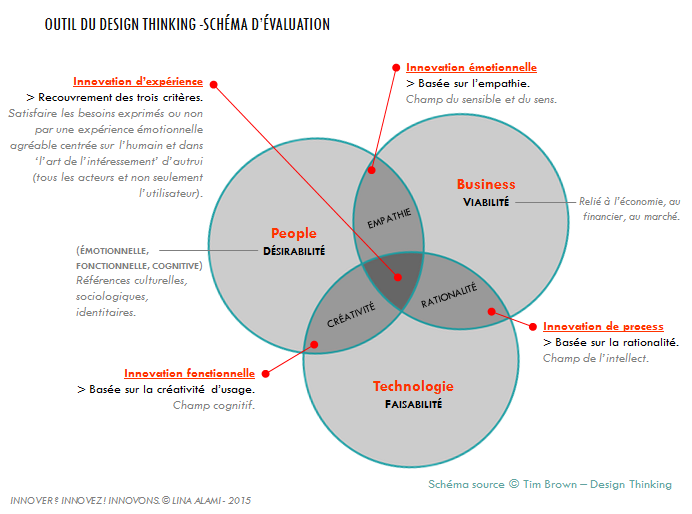 OUTIL DU DESIGN THINKING -SCHÉMA D'ÉVALUATION
Innovation d'expérience
> Recouvrement des trois critères.
Satisfaire les besoins exprimés ou non
par une expérience émotionnelle
agréable centrée sur l'humain et dans
'l'art de l'intéressement' d'autrui
(tous les acteurs et non seulement
l'utilisateur).
Innovation émotionnelle
> Basée sur l'empathie.
Champ du sensible et du sens.
Business
VIABILITÉ
Relié à l'économie, au
financier, au marché.
EMPATHIE
People
DÉSIRABILITÉ
(ÉMOTIONNELLE,
FONCTIONNELLE, COGNITIVE)
Références culturelles,
sociologiques,
identitaires.
CRÉATIVITÉ
RATIONALITÉ
Innovation de process
> Basée sur la rationalité.
Champ de l'intellect.
Innovation fonctionnelle
> Basée sur la créativité d'usage.
Champ cognitif.
Technologie
FAISABILITÉ
Schéma source © Tim Brown – Design Thinking
INNOVER? INNOVEZ! INNOVONS. © LINA ALAMI - 2015